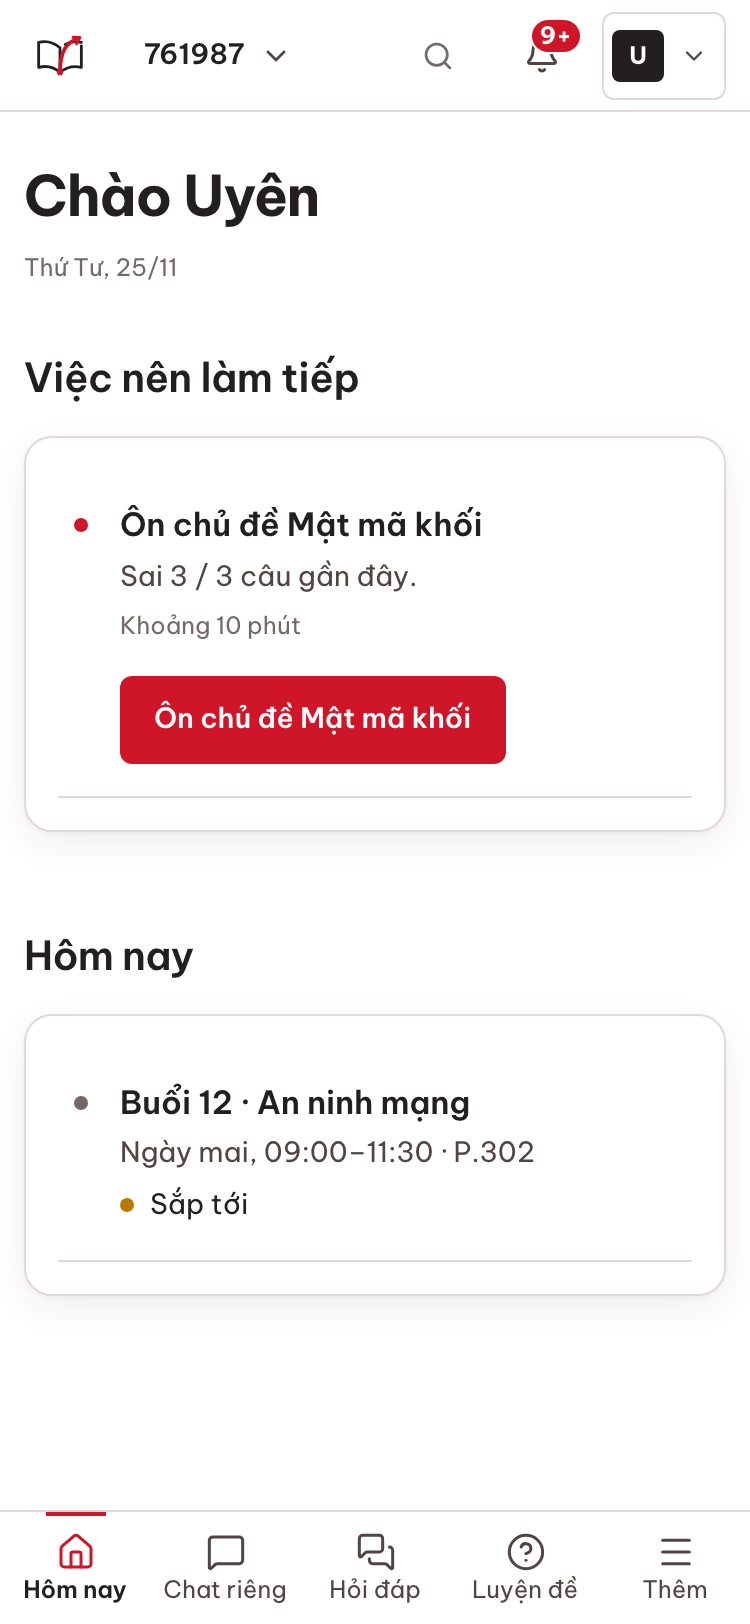 761987
9+
U
Chào Uyên
Thứ Tư, 25/11
Việc nên làm tiếp
Ôn chủ đề Mật mã khối
Sai 3 / 3 câu gần đây.
Khoảng 10 phút
Ôn chủ đề Mật mã khối
Hôm nay
Buổi 12 · An ninh mạng
Ngày mai, 09:00–11:30 · P.302
Sắp tới
Hôm nay
Chat riêng
Hỏi đáp
Luyện đề
Thêm